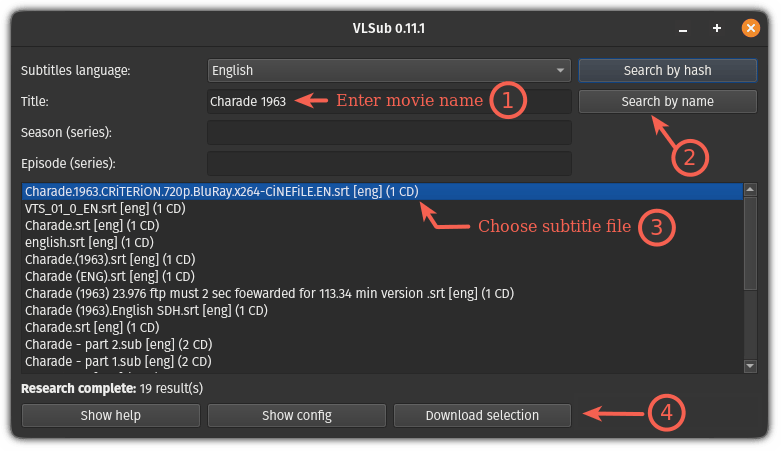 VLSub 0.11.1
Subtitles language: English Search by hash
Title: Charade 1963 Enter movie name 1 Search by name
Season (series): 2
Episode (series):
Charade.1963.CRiTERiON.720p.BluRay.x264-CiNEFiLE.EN.srt [eng] (1 CD)
VTS_01_0_EN.srt [eng] (1 CD)
Charade.srt [eng] (1 CD) Choose subtitle file 3
english.srt [eng] (1 CD)
Charade.(1963).srt [eng] (1 CD)
Charade (ENG).srt [eng] (1 CD)
Charade (1963) 23.976 ftp must 2 sec foewarded for 113.34 min version .srt [eng] (1 CD)
Charade (1963).English SDH.srt [eng] (1 CD)
Charade.srt [eng] (1 CD)
Charade - part 2.sub [eng] (2 CD)
Charade - part 1.sub [eng] (2 CD)
Research complete: 19 result(s)
Show help Show config Download selection 4